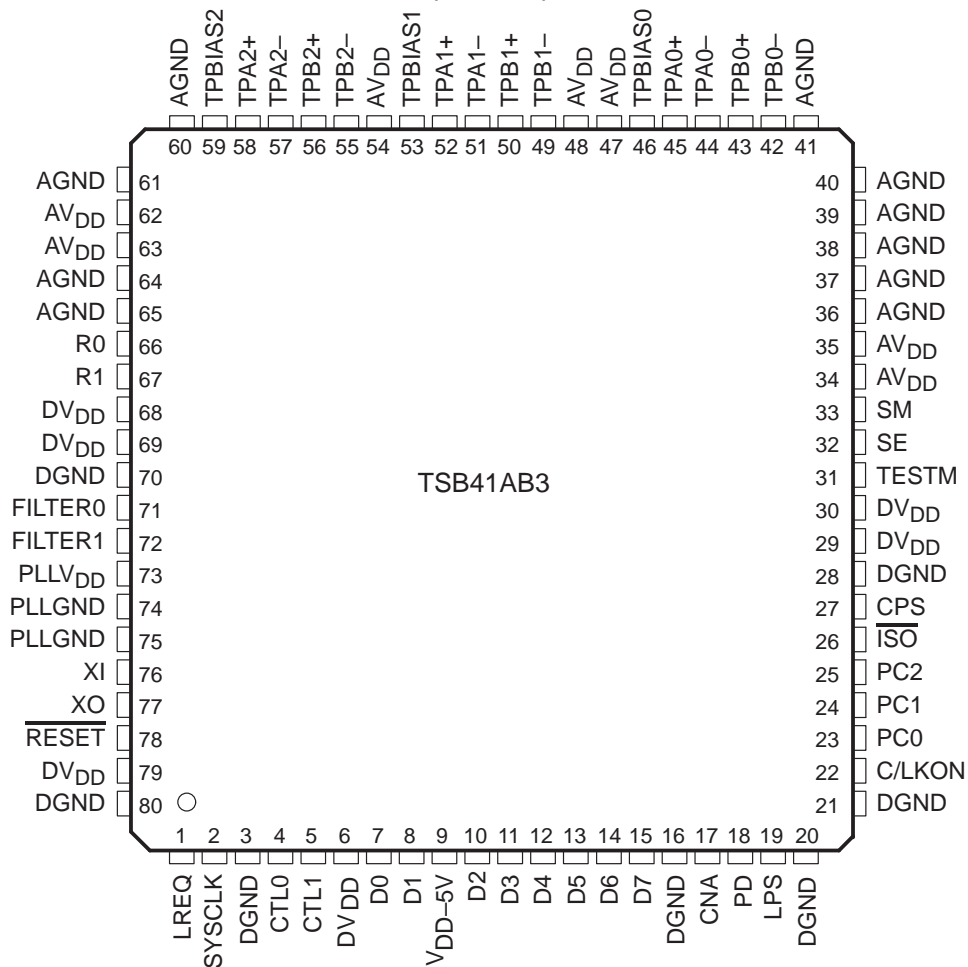 AGND TPBIAS2 TPA2+ TPA2– TPB2+ TPB2– AVDD TPBIAS1 TPA1+ TPA1– TPB1+ TPB1– AVDD AVDD TPBIAS0 TPA0+ TPA0– TPB0+ TPB0– AGND
60 59 58 57 56 55 54 53 52 51 50 49 48 47 46 45 44 43 42 41
AGND 61 40 AGND
AVDD 62 39 AGND
AVDD 63 38 AGND
AGND 64 37 AGND
AGND 65 36 AGND
R0 66 35 AVDD
R1 67 34 AVDD
DVDD 68 33 SM
DVDD 69 32 SE
DGND 70 31 TESTM
TSB41AB3
FILTER0 71 30 DVDD
FILTER1 72 29 DVDD
PLLVDD 73 28 DGND
PLLGND 74 27 CPS
PLLGND 75 26 ISO
XI 76 25 PC2
XO 77 24 PC1
RESET 78 23 PC0
DVDD 79 22 C/LKON
DGND 80 21 DGND
1 2 3 4 5 6 7 8 9 10 11 12 13 14 15 16 17 18 19 20
LREQ SYSCLK DGND CTL0 CTL1 DVDD D0 D1 VDD–5V D2 D3 D4 D5 D6 D7 DGND CNA PD LPS DGND